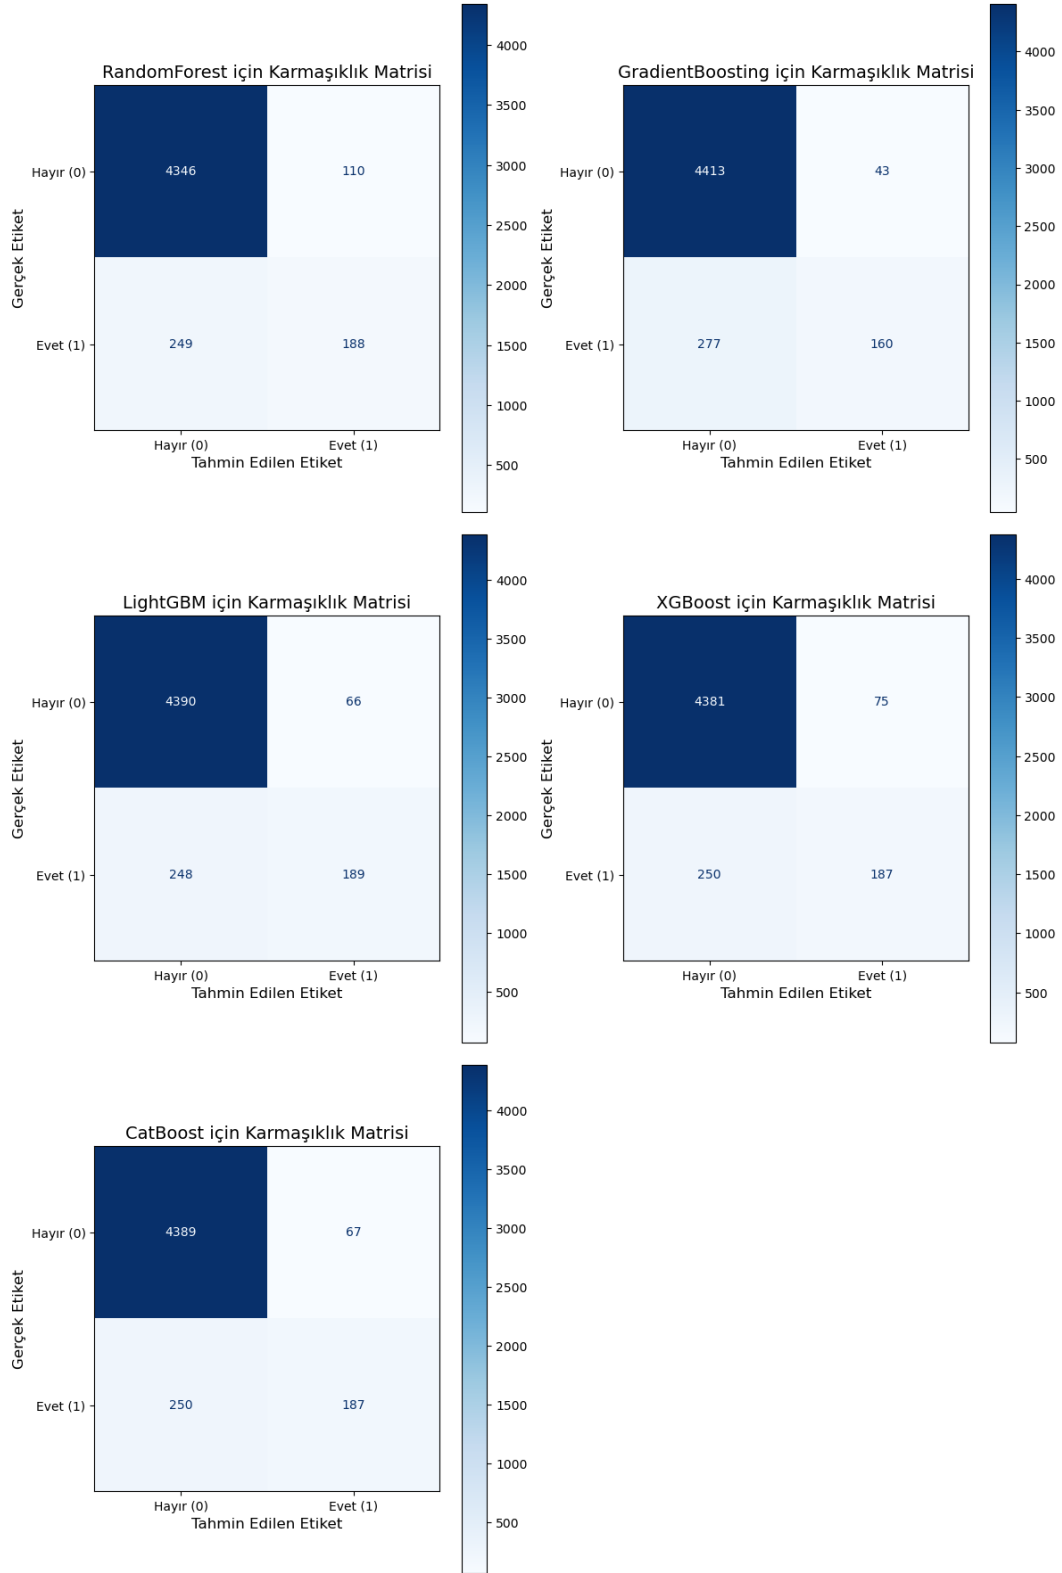 RandomForest için Karmaşıklık Matrisi
Gerçek Etiket
Hayır (0)
4346
110
Evet (1)
249
188
Hayır (0)
Evet (1)
Tahmin Edilen Etiket
4000
3500
3000
2500
2000
1500
1000
500
GradientBoosting için Karmaşıklık Matrisi
Gerçek Etiket
Hayır (0)
4413
43
Evet (1)
277
160
Hayır (0)
Evet (1)
Tahmin Edilen Etiket
4000
3500
3000
2500
2000
1500
1000
500
LightGBM için Karmaşıklık Matrisi
Gerçek Etiket
Hayır (0)
4390
66
Evet (1)
248
189
Hayır (0)
Evet (1)
Tahmin Edilen Etiket
4000
3500
3000
2500
2000
1500
1000
500
XGBoost için Karmaşıklık Matrisi
Gerçek Etiket
Hayır (0)
4381
75
Evet (1)
250
187
Hayır (0)
Evet (1)
Tahmin Edilen Etiket
4000
3500
3000
2500
2000
1500
1000
500
CatBoost için Karmaşıklık Matrisi
Gerçek Etiket
Hayır (0)
4389
67
Evet (1)
250
187
Hayır (0)
Evet (1)
Tahmin Edilen Etiket
4000
3500
3000
2500
2000
1500
1000
500